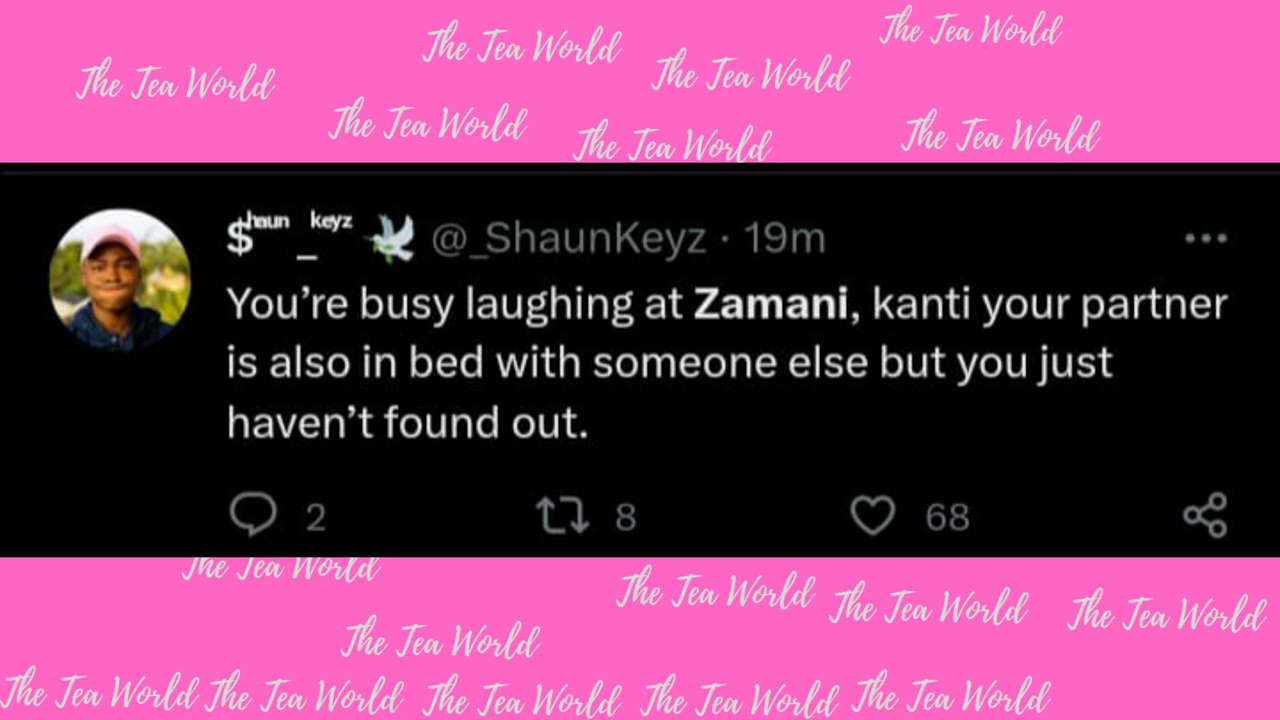 The Tea World
The Tea World
The Tea World
The Tea World
The Tea World
The Tea World
The Tea World
$ʰᵃᵘⁿ_ᵏᵉʸᶻ 🕊 @_ShaunKeyz · 19m
You’re busy laughing at Zamani, kanti your partner
is also in bed with someone else but you just
haven’t found out.
2 8 68
The Tea World
The Tea World
The Tea World
The Tea World
The Tea World
The Tea World
The Tea World
The Tea World
The Tea World
The Tea World